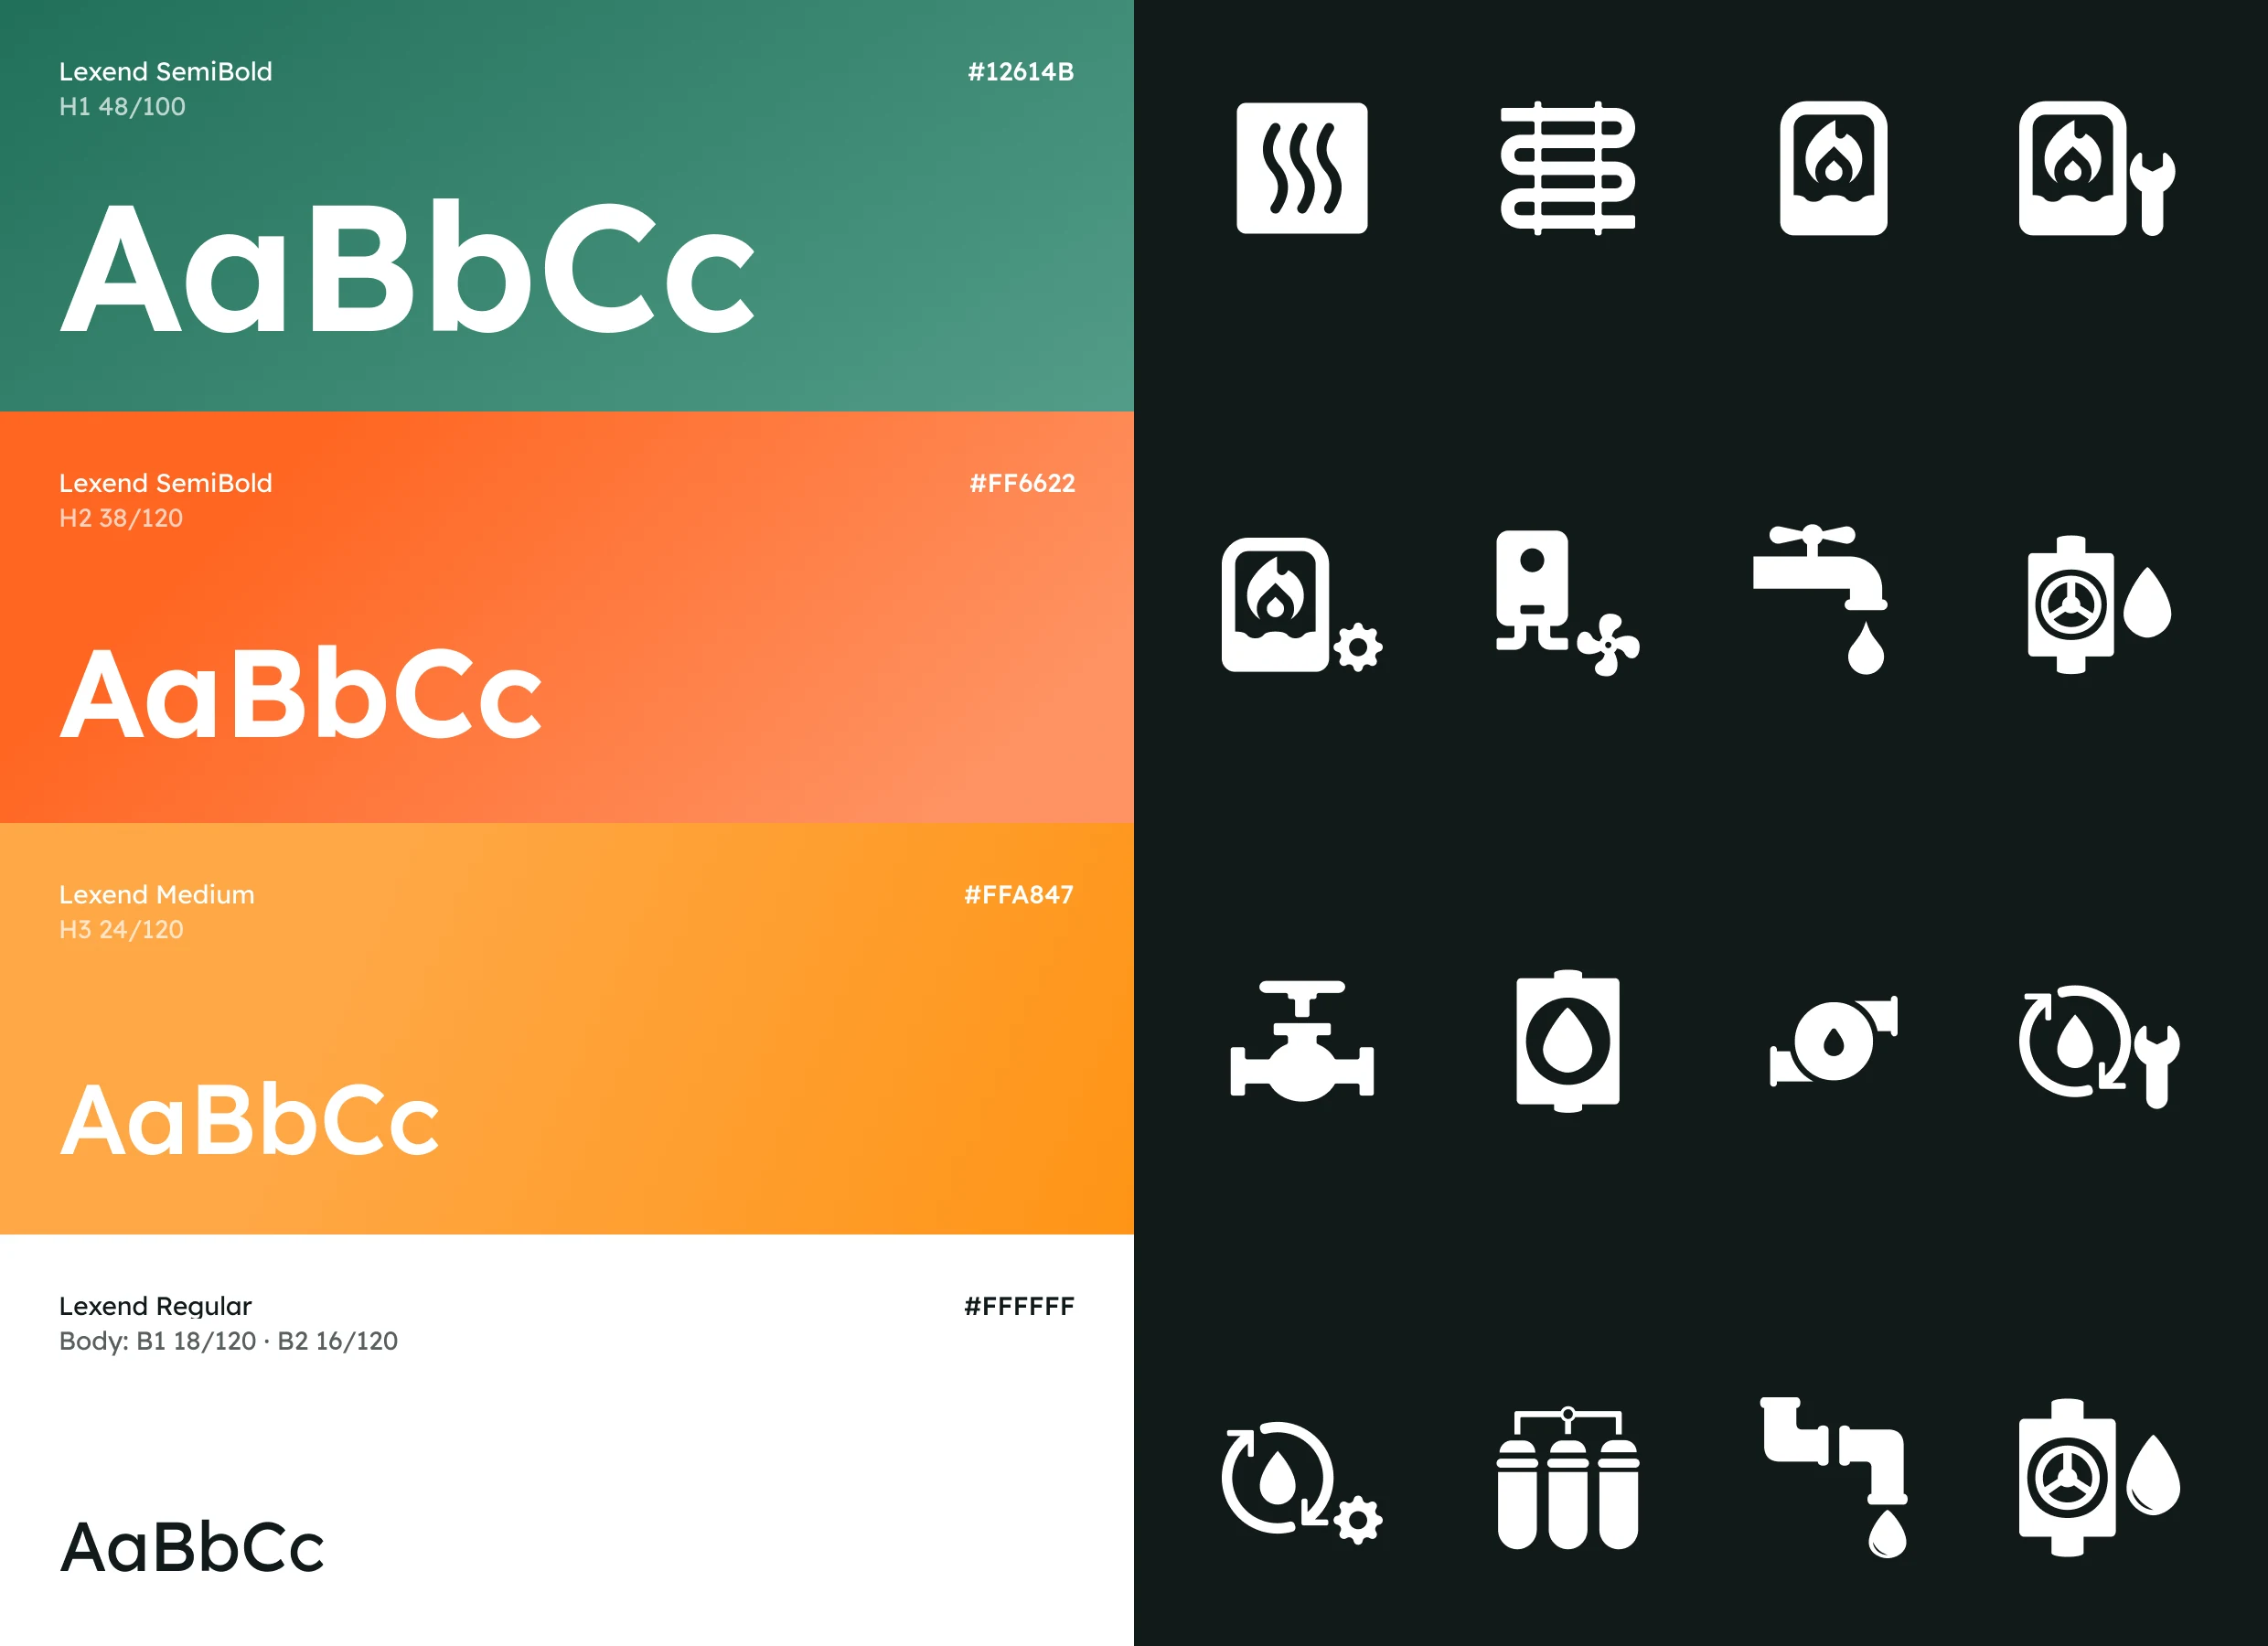 Lexend SemiBold
#12614B
H1 48/100
AaBbCc
Lexend SemiBold
#FF6622
H2 38/120
AaBbCc
Lexend Medium
#FFA847
H3 24/120
AaBbCc
Lexend Regular
#FFFFFF
Body: B1 18/120 · B2 16/120
AaBbCc